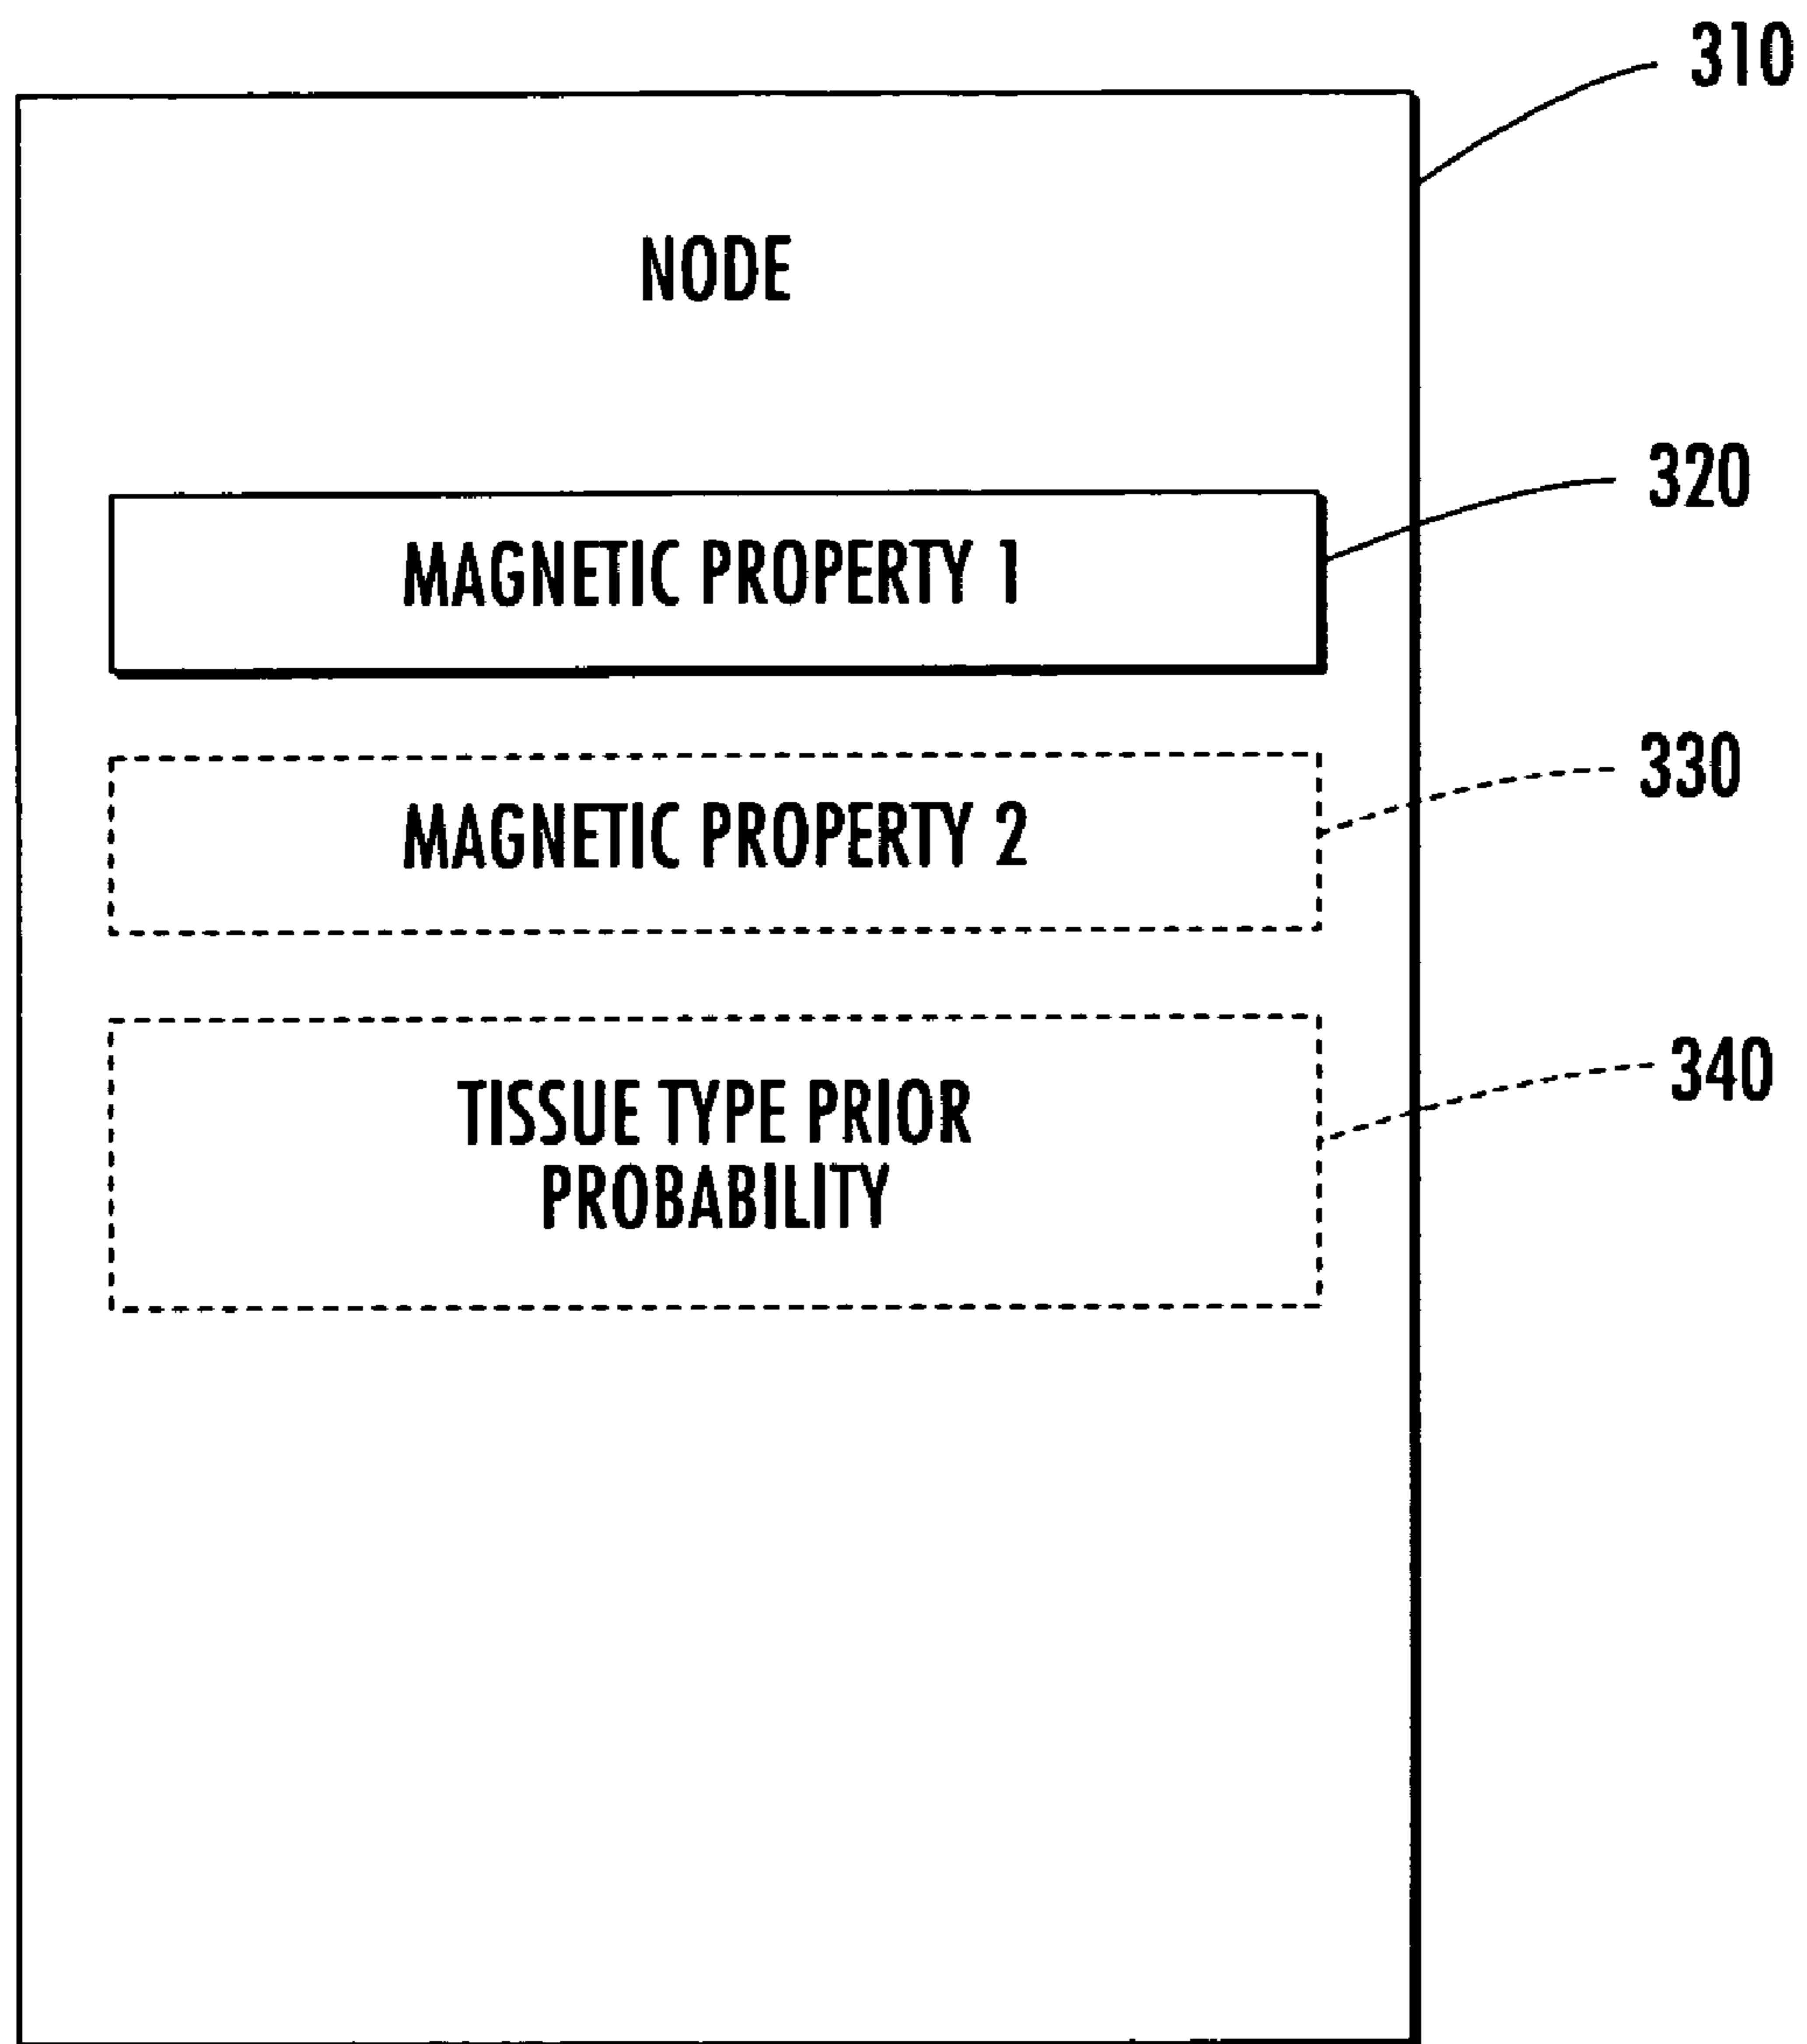 310
NODE
320
MAGNETIC PROPERTY 1
330
MAGNETIC PROPERTY 2
340
TISSUE TYPE PRIOR
PROBABILITY